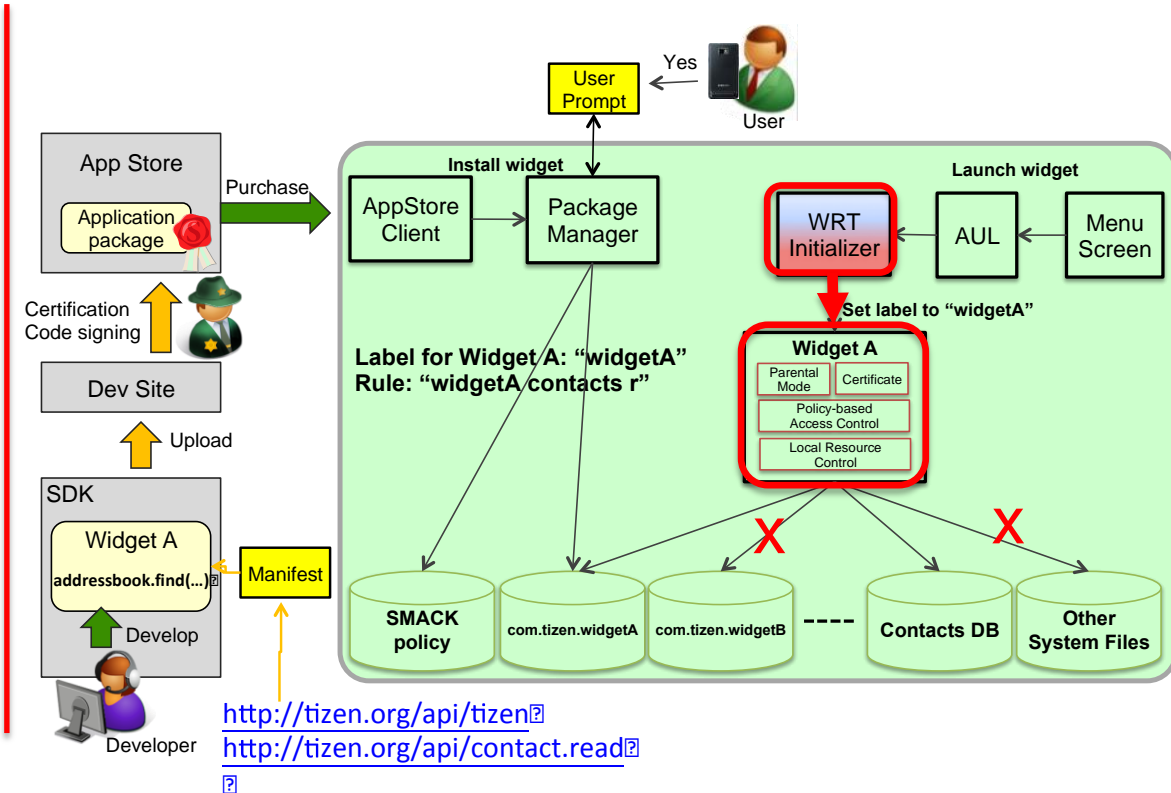 Yes
User
Prompt
User
App Store
Application
package
S
Purchase
Install widget
AppStore
Client
Package
Manager
Launch widget
WRT
Initializer
AUL
Menu
Screen
Certification
Code signing
Set label to “widgetA”
Label for Widget A: “widgetA”
Rule: “widgetA contacts r”
Widget A
Parental
Mode
Certificate
Policy-based
Access Control
Local Resource
Control
Dev Site
Upload
SDK
Widget A
addressbook.find(...)
Manifest
Develop
Developer
X
X
SMACK
policy
com.tizen.widgetA
com.tizen.widgetB
----
Contacts DB
Other
System Files
http://tizen.org/api/tizen
http://tizen.org/api/contact.read